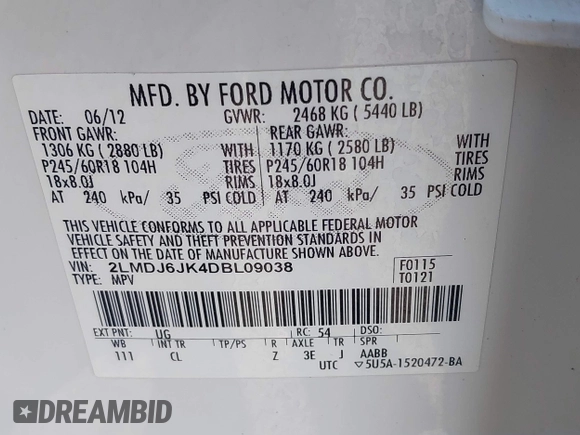 MFD. BY FORD MOTOR CO.
DATE: 06/12 GVWR: 2468 KG ( 5440 LB)
FRONT GAWR: REAR GAWR:
1306 KG ( 2880 LB) WITH 1170 KG ( 2580 LB) WITH
P245/60R18 104H TIRES P245/60R18 104H TIRES
18x8.0J RIMS 18x8.0J RIMS
AT 240 kPa/ 35 PSI COLD AT 240 kPa/ 35 PSI COLD
THIS VEHICLE CONFORMS TO ALL APPLICABLE FEDERAL MOTOR
VEHICLE SAFETY AND THEFT PREVENTION STANDARDS IN
EFFECT ON THE DATE OF MANUFACTURE SHOWN ABOVE.
VIN: 2LMDJ6JK4DBL09038 F0115
TYPE: MPV T0121
EXT PNT: UG RC: 54 DSO:
WB INT TR TP/PS R AXLE TR SPR
111 CL Z 3E J AABB
UTC ▽5U5A-1520472-BA
DREAMBID